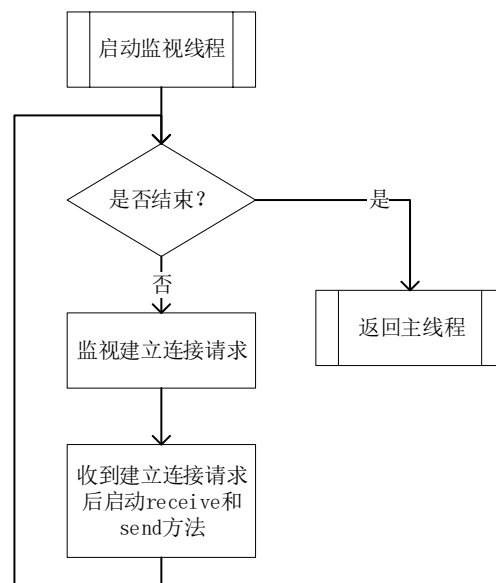 启动监视线程
是否结束？
是
否
返回主线程
监视建立连接请求
收到建立连接请求
后启动receive和
send方法